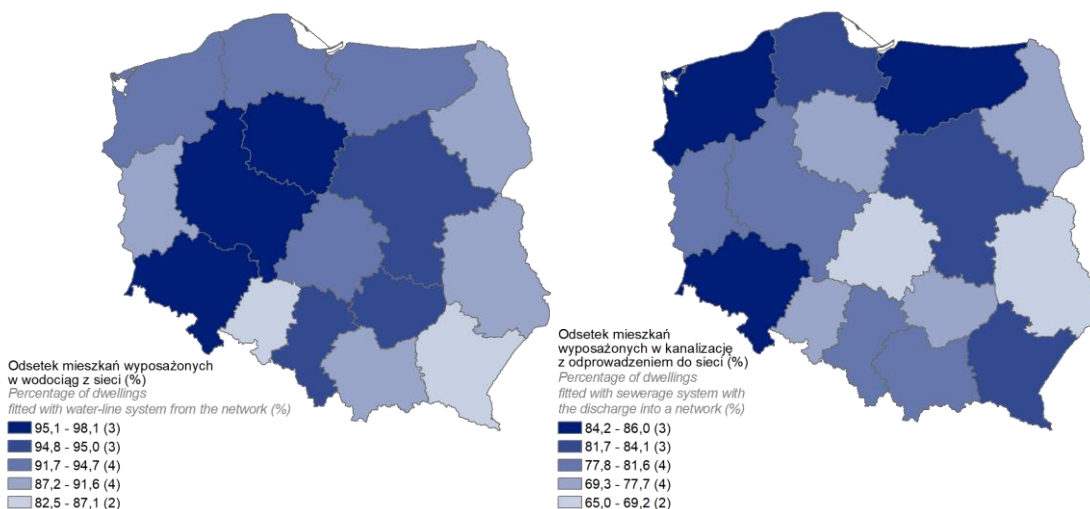 Odsetek mieszkań wyposażonych
w wodociąg z sieci (%)
Percentage of dwellings
fitted with water-line system from the network (%)
95,1 - 98,1 (3)
94,8 - 95,0 (3)
91,7 - 94,7 (4)
87,2 - 91,6 (4)
82,5 - 87,1 (2)
Odsetek mieszkań
wyposażonych w kanalizację
z odprowadzeniem do sieci (%)
Percentage of dwellings
fitted with sewerage system with
the discharge into a network (%)
84,2 - 86,0 (3)
81,7 - 84,1 (3)
77,8 - 81,6 (4)
69,3 - 77,7 (4)
65,0 - 69,2 (2)